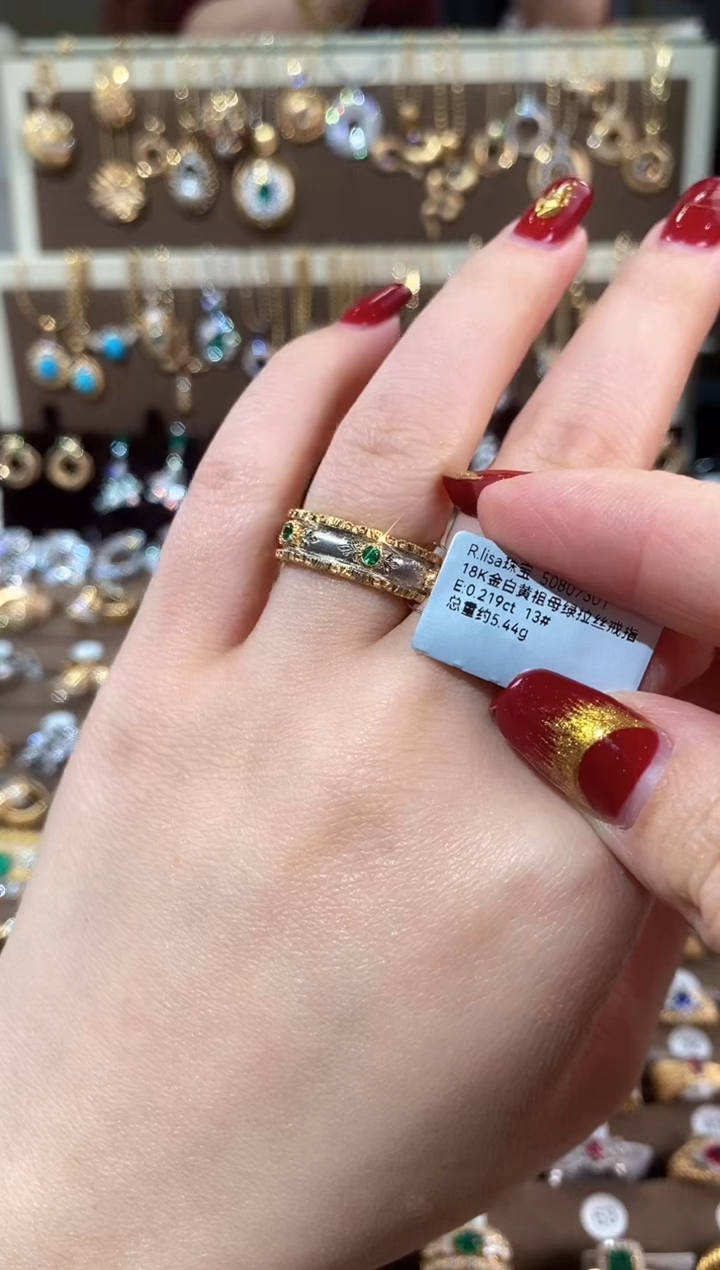 R.lisa珠宝 50807301
18K金白黄祖母绿拉丝戒指
E:0.219ct 13#
总重约5.44g